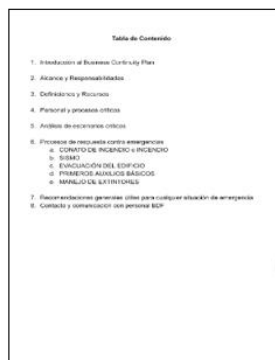 Tabla de Contenido
1. Introducción al Business Continuity Plan
2. Alcance y Responsabilidades
3. Definiciones y Recursos
4. Personal y procesos críticos
5. Análisis de escenarios críticos
6. Procesos de respuesta contra emergencias
a. CONATO DE INCENDIO e INCENDIO
b. SISMO
c. EVACUACIÓN DEL EDIFICIO
d. PRIMEROS AUXILIOS BÁSICOS
e. MANEJO DE EXTINTORES
7. Recomendaciones generales útiles para cualquier situación de emergencia
8. Contacto y comunicación con personal BDF